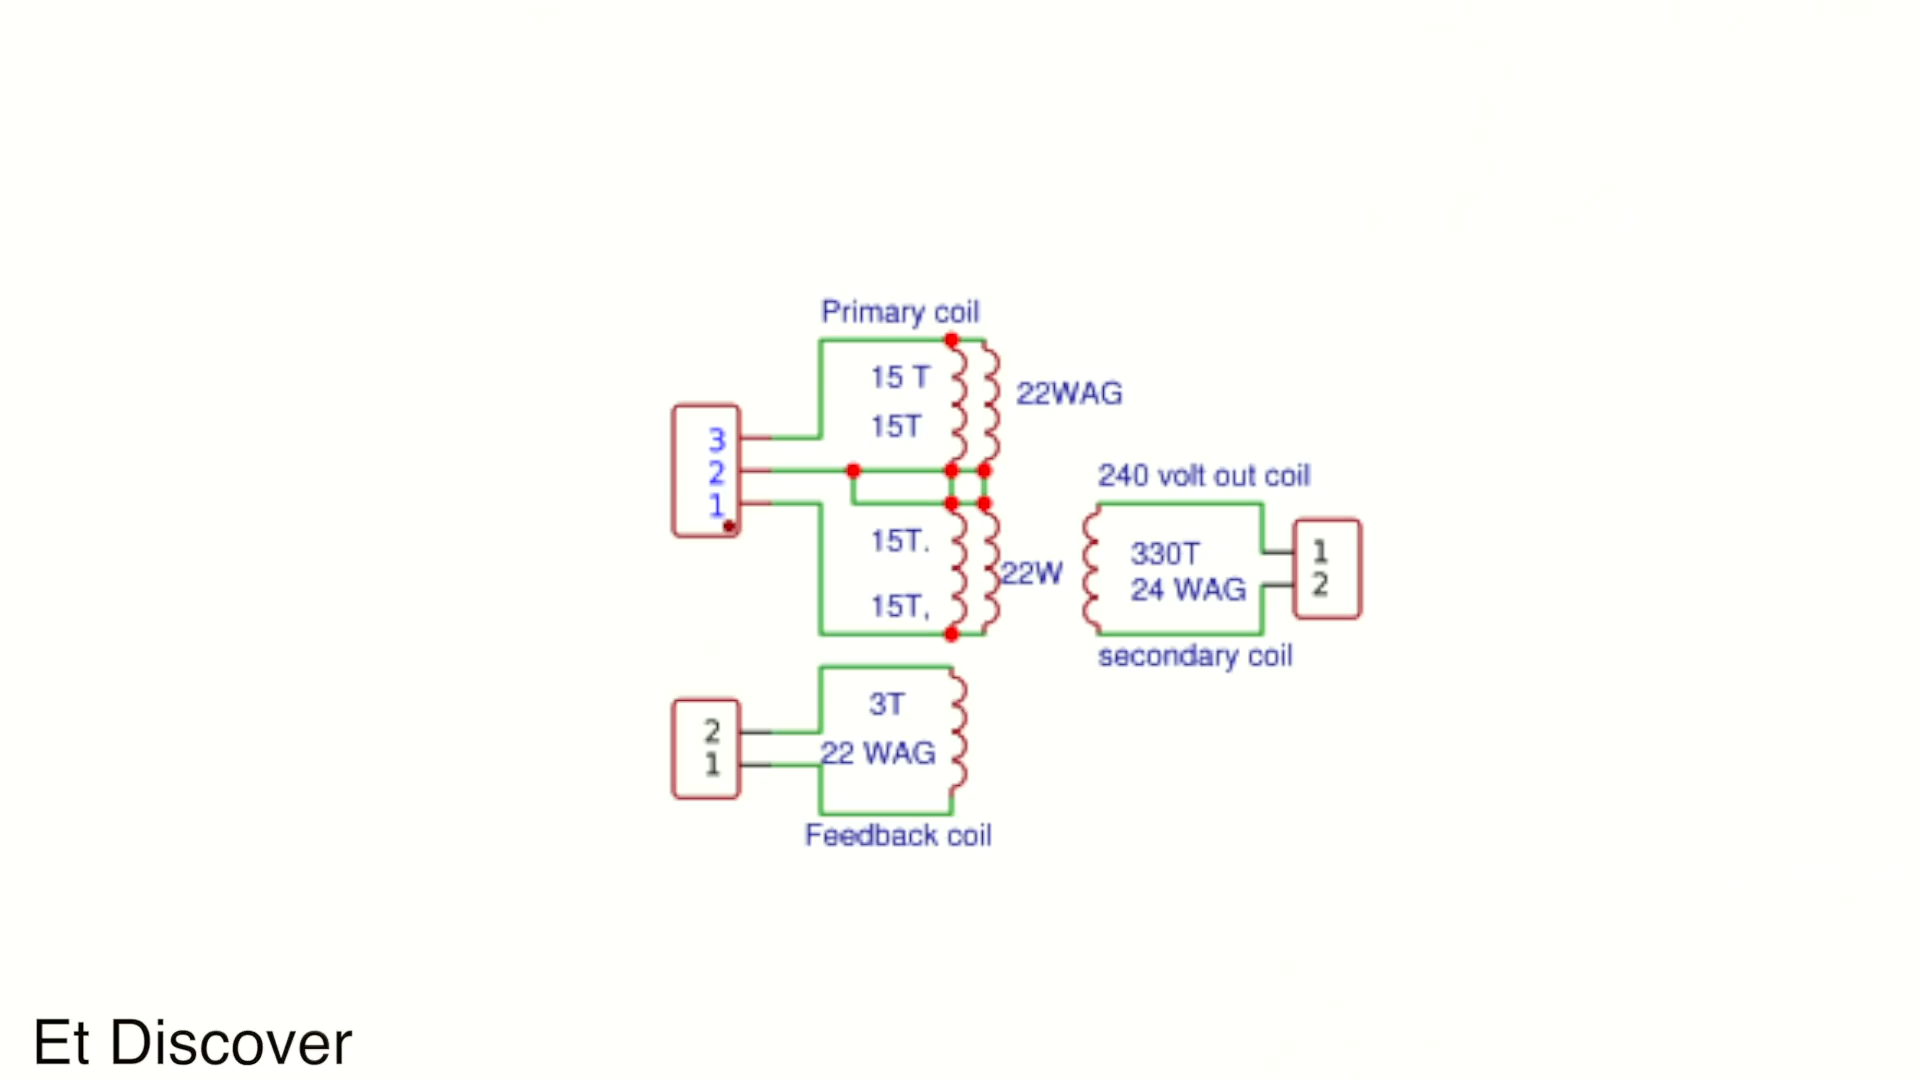 Primary coil
15 T
22WAG
15T
3
2
1
240 volt out coil
15T.
330T
1
22W
24 WAG
2
15T,
secondary coil
3T
2
22 WAG
1
Feedback coil
Et Discover